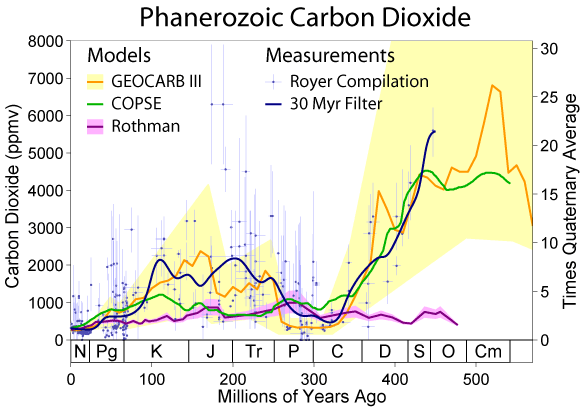 Phanerozoic Carbon Dioxide
Models
GEOCARB III
COPSE
Rothman
Measurements
Royer Compilation
30 Myr Filter
Carbon Dioxide (ppmv)
8000
7000
6000
5000
4000
3000
2000
1000
0
Times Quaternary Average
30
25
20
15
10
5
0
N Pg K J Tr P C D S O Cm
0 100 200 300 400 500
Millions of Years Ago